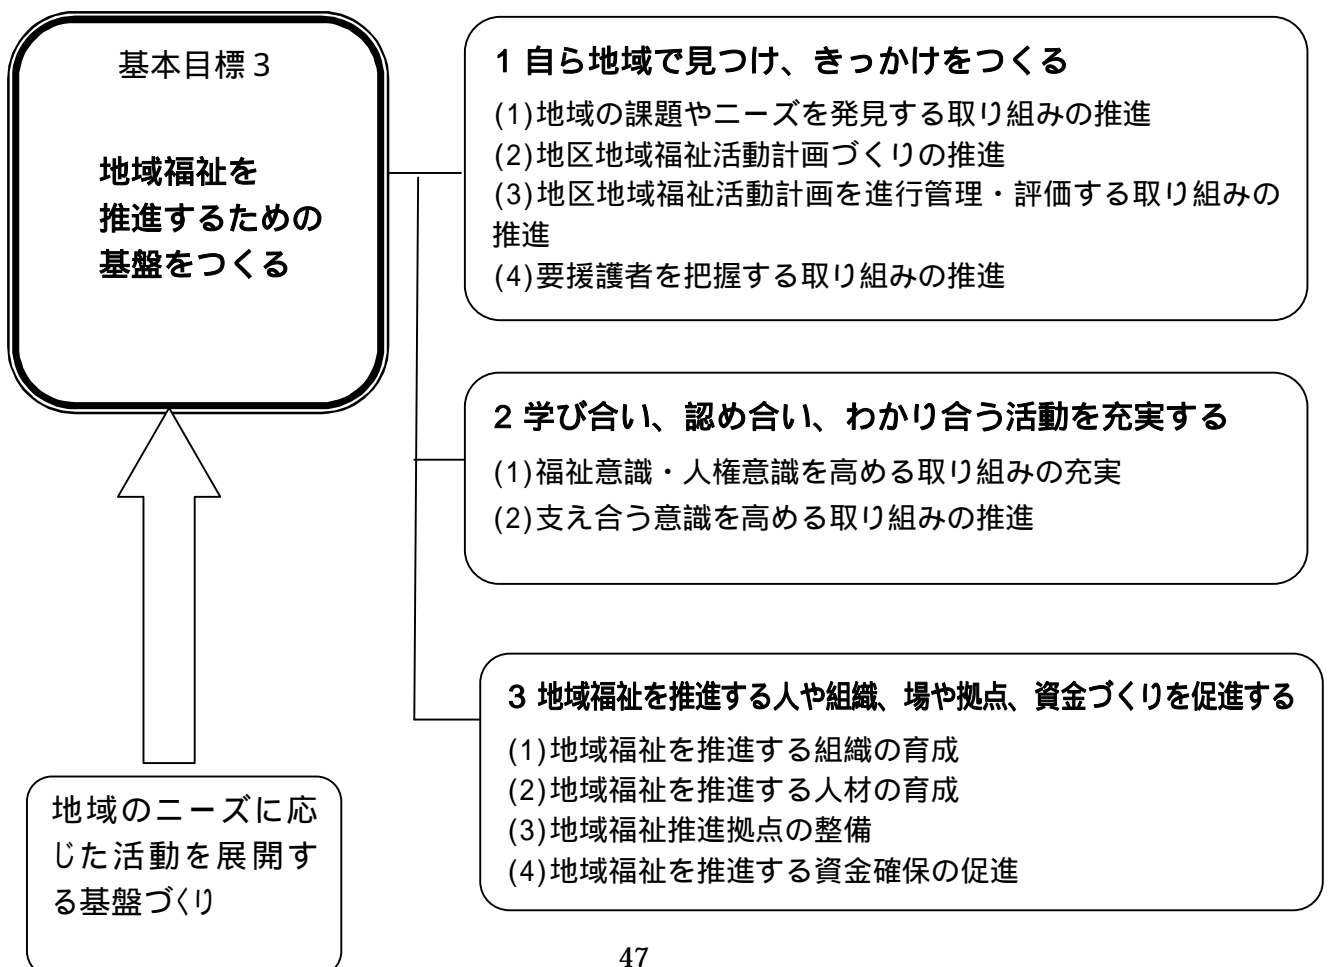 基本目標3
地域福祉を
推進するための
基盤をつくる
1 自ら地域で見つけ、きっかけをつくる
(1)地域の課題やニーズを発見する取り組みの推進
(2)地区地域福祉活動計画づくりの推進
(3)地区地域福祉活動計画を進行管理・評価する取り組みの
推進
(4)要援護者を把握する取り組みの推進
2 学び合い、認め合い、わかり合う活動を充実する
(1)福祉意識・人権意識を高める取り組みの充実
(2)支え合う意識を高める取り組みの推進
3 地域福祉を推進する人や組織、場や拠点、資金づくりを促進する
(1)地域福祉を推進する組織の育成
(2)地域福祉を推進する人材の育成
(3)地域福祉推進拠点の整備
(4)地域福祉を推進する資金確保の促進
地域のニーズに応
じた活動を展開す
る基盤づくり
47